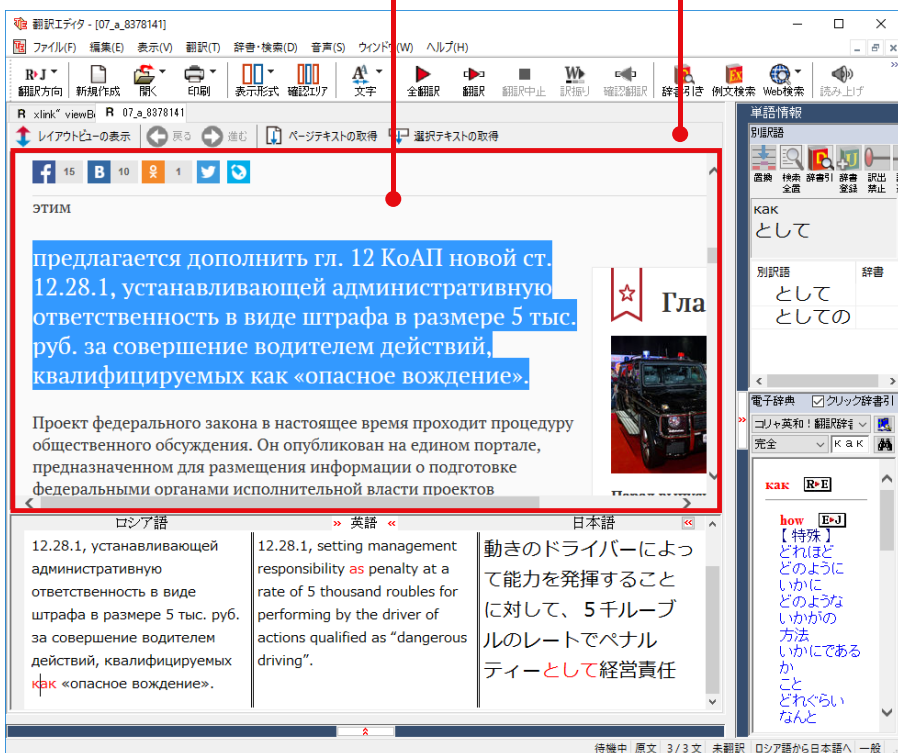 翻訳エディタ - [07_a_8378141]
ファイル(F) 編集(E) 表示(V) 翻訳(T) 辞書・検索(D) 音声(S) ウィンドウ(W) ヘルプ(H)
翻訳方向 新規作成 開く 印刷 表示形式 確認エリア 文字 全翻訳 翻訳 翻訳中止 訳振り 確認翻訳 辞書引き 例文検索 Web検索 読み上げ
R xlink" viewB R 07_a_8378141
レイアウトビューの表示 戻る 進む ページテキストの取得 選択テキストの取得
15 B 10 1
этим
предлагается дополнить гл. 12 КоАП новой ст.
12.28.1, устанавливающей административную
ответственность в виде штрафа в размере 5 тыс.
руб. за совершение водителем действий,
квалифицируемых как «опасное вождение».
Гла
Проект федерального закона в настоящее время проходит процедуру
общественного обсуждения. Он опубликован на едином портале,
предназначенном для размещения информации о подготовке
федеральными органами исполнительной власти проектов
ロシア語
12.28.1, устанавливающей
административную
ответственность в виде
штрафа в размере 5 тыс. руб.
за совершение водителем
действий, квалифицируемых
как «опасное вождение».
» 英語 «
12.28.1, setting management
responsibility as penalty at a
rate of 5 thousand roubles for
performing by the driver of
actions qualified as “dangerous
driving”.
日本語 «
動きのドライバーによっ
て能力を発揮すること
に対して、５千ルーブ
ルのレートでペナル
ティーとして経営責任
単語情報
別訳語
置換 検索全置 辞書引 辞書登録 訳出禁止
как
として
別訳語 辞書
として
としての
電子辞典 クリック辞書引
コリャ英和！翻訳辞書
完全 как
как R▸E
how E▸J
【特殊】
どれほど
どのように
いかに
どのような
いかがの
方法
いかにである
か
こと
どれぐらい
なんと
待機中 原文 3/3文 未翻訳 ロシア語から日本語へ 一般